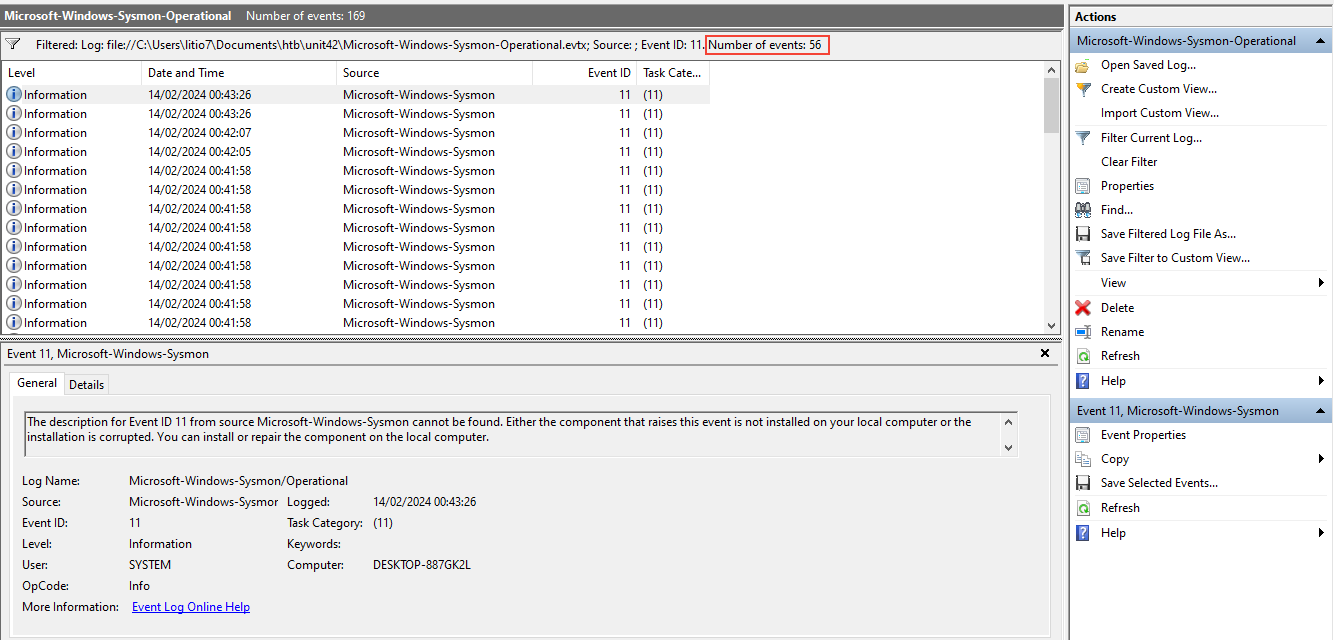 Microsoft-Windows-Sysmon-Operational Number of events: 169
Filtered: Log: file://C:\Users\litio7\Documents\htb\unit42\Microsoft-Windows-Sysmon-Operational.evtx; Source: ; Event ID: 11. Number of events: 56
Level Date and Time Source Event ID Task Cate...
Information 14/02/2024 00:43:26 Microsoft-Windows-Sysmon 11 (11)
Information 14/02/2024 00:43:26 Microsoft-Windows-Sysmon 11 (11)
Information 14/02/2024 00:42:07 Microsoft-Windows-Sysmon 11 (11)
Information 14/02/2024 00:42:05 Microsoft-Windows-Sysmon 11 (11)
Information 14/02/2024 00:41:58 Microsoft-Windows-Sysmon 11 (11)
Information 14/02/2024 00:41:58 Microsoft-Windows-Sysmon 11 (11)
Information 14/02/2024 00:41:58 Microsoft-Windows-Sysmon 11 (11)
Information 14/02/2024 00:41:58 Microsoft-Windows-Sysmon 11 (11)
Information 14/02/2024 00:41:58 Microsoft-Windows-Sysmon 11 (11)
Information 14/02/2024 00:41:58 Microsoft-Windows-Sysmon 11 (11)
Information 14/02/2024 00:41:58 Microsoft-Windows-Sysmon 11 (11)
Information 14/02/2024 00:41:58 Microsoft-Windows-Sysmon 11 (11)
Information 14/02/2024 00:41:58 Microsoft-Windows-Sysmon 11 (11)
Event 11, Microsoft-Windows-Sysmon
General Details
The description for Event ID 11 from source Microsoft-Windows-Sysmon cannot be found. Either the component that raises this event is not installed on your local computer or the
installation is corrupted. You can install or repair the component on the local computer.
Log Name: Microsoft-Windows-Sysmon/Operational
Source: Microsoft-Windows-Sysmor Logged: 14/02/2024 00:43:26
Event ID: 11 Task Category: (11)
Level: Information Keywords:
User: SYSTEM Computer: DESKTOP-887GK2L
OpCode: Info
More Information: Event Log Online Help
Actions
Microsoft-Windows-Sysmon-Operational
Open Saved Log...
Create Custom View...
Import Custom View...
Filter Current Log...
Clear Filter
Properties
Find...
Save Filtered Log File As...
Save Filter to Custom View...
View
Delete
Rename
Refresh
Help
Event 11, Microsoft-Windows-Sysmon
Event Properties
Copy
Save Selected Events...
Refresh
Help